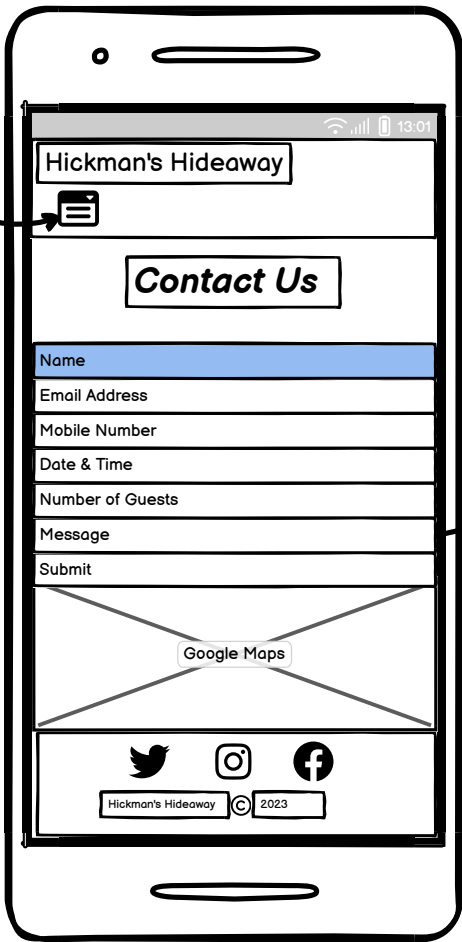 13:01
Hickman's Hideaway
Contact Us
Name
Email Address
Mobile Number
Date & Time
Number of Guests
Message
Submit
Google Maps
Hickman's Hideaway © 2023